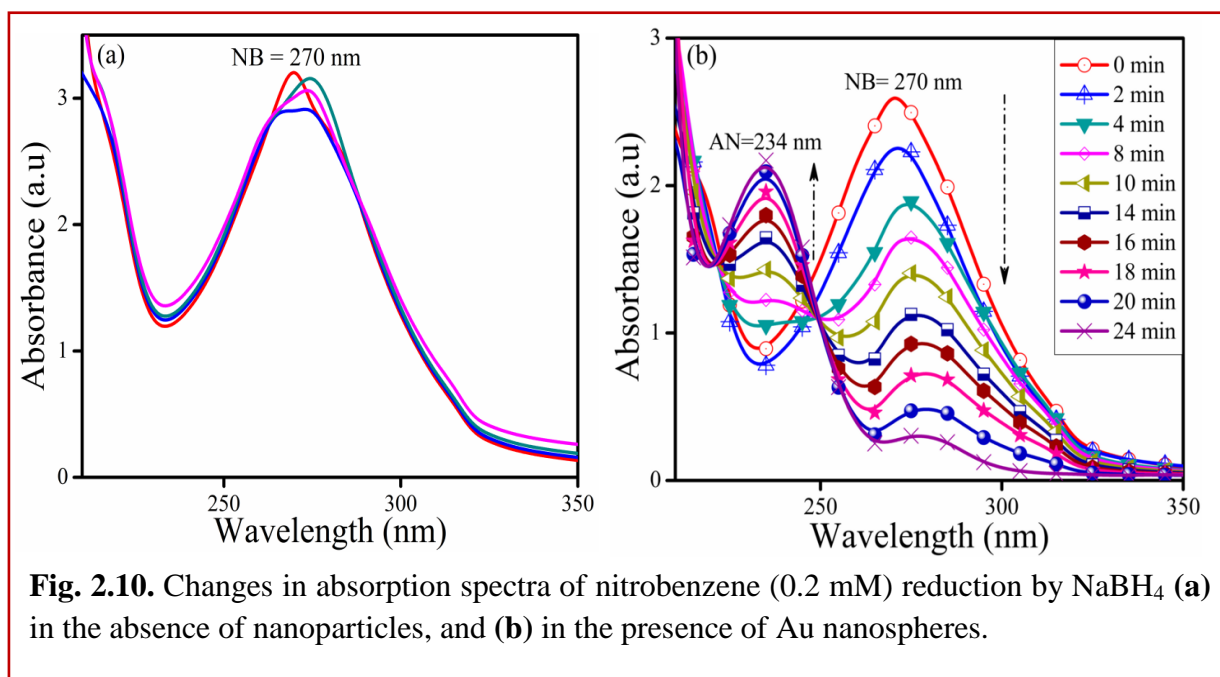 (a)
NB = 270 nm
3
2
1
0
Absorbance (a.u)
250
300
350
Wavelength (nm)
(b)
NB= 270 nm
AN=234 nm
3
2
1
0
Absorbance (a.u)
250
300
350
Wavelength (nm)
0 min
2 min
4 min
8 min
10 min
14 min
16 min
18 min
20 min
24 min
Fig. 2.10. Changes in absorption spectra of nitrobenzene (0.2 mM) reduction by NaBH₄ (a)
in the absence of nanoparticles, and (b) in the presence of Au nanospheres.